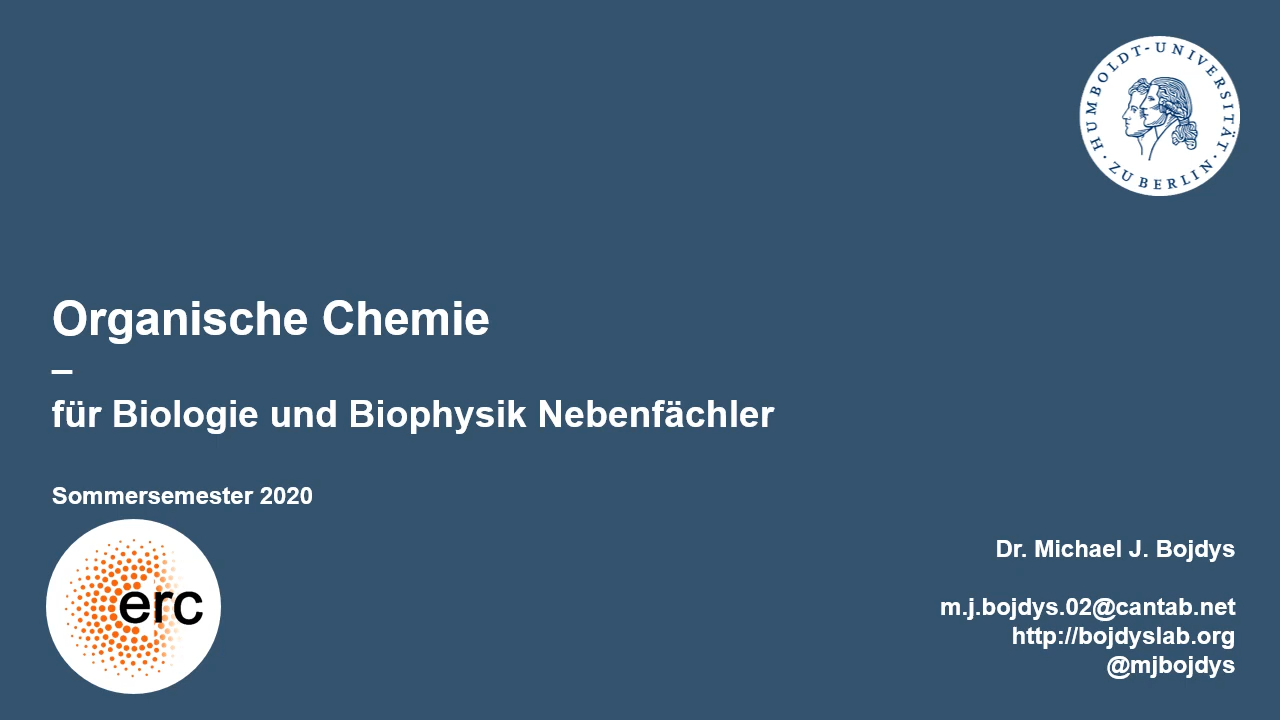 HUMBOLDT-UNIVERSITÄT
· ZU BERLIN ·
Organische Chemie
–
für Biologie und Biophysik Nebenfächler
Sommersemester 2020
erc
Dr. Michael J. Bojdys
m.j.bojdys.02@cantab.net
http://bojdyslab.org
@mjbojdys